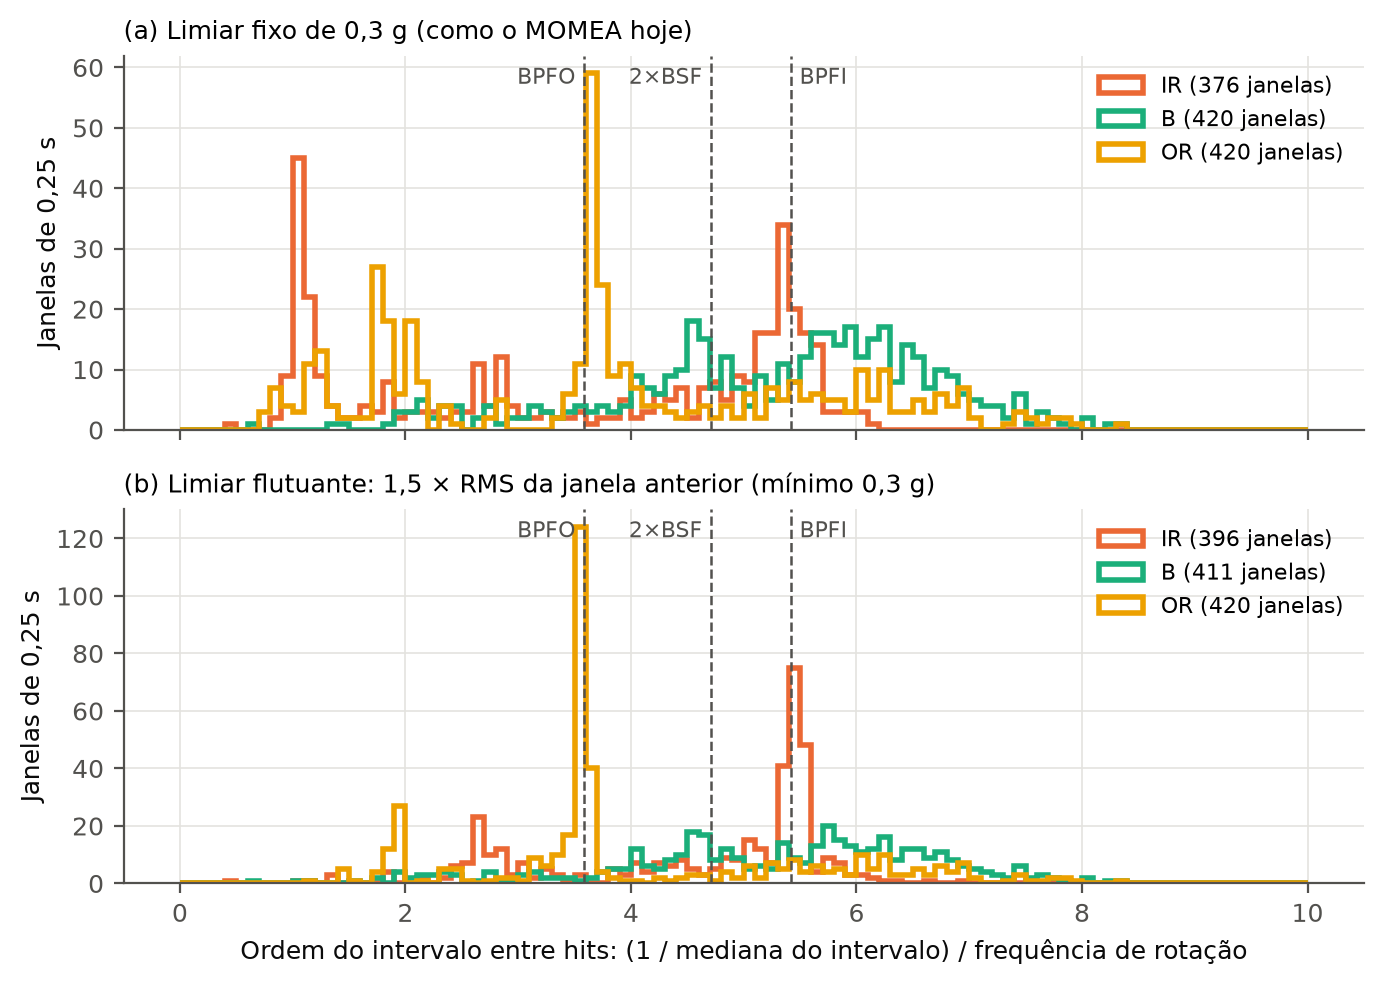 (a) Limiar fixo de 0,3 g (como o MOMEA hoje)
BPFO
2×BSF
BPFI
IR (376 janelas)
B (420 janelas)
OR (420 janelas)
Janelas de 0,25 s
60
50
40
30
20
10
0
(b) Limiar flutuante: 1,5 × RMS da janela anterior (mínimo 0,3 g)
BPFO
2×BSF
BPFI
IR (396 janelas)
B (411 janelas)
OR (420 janelas)
Janelas de 0,25 s
120
100
80
60
40
20
0
0 2 4 6 8 10
Ordem do intervalo entre hits: (1 / mediana do intervalo) / frequência de rotação